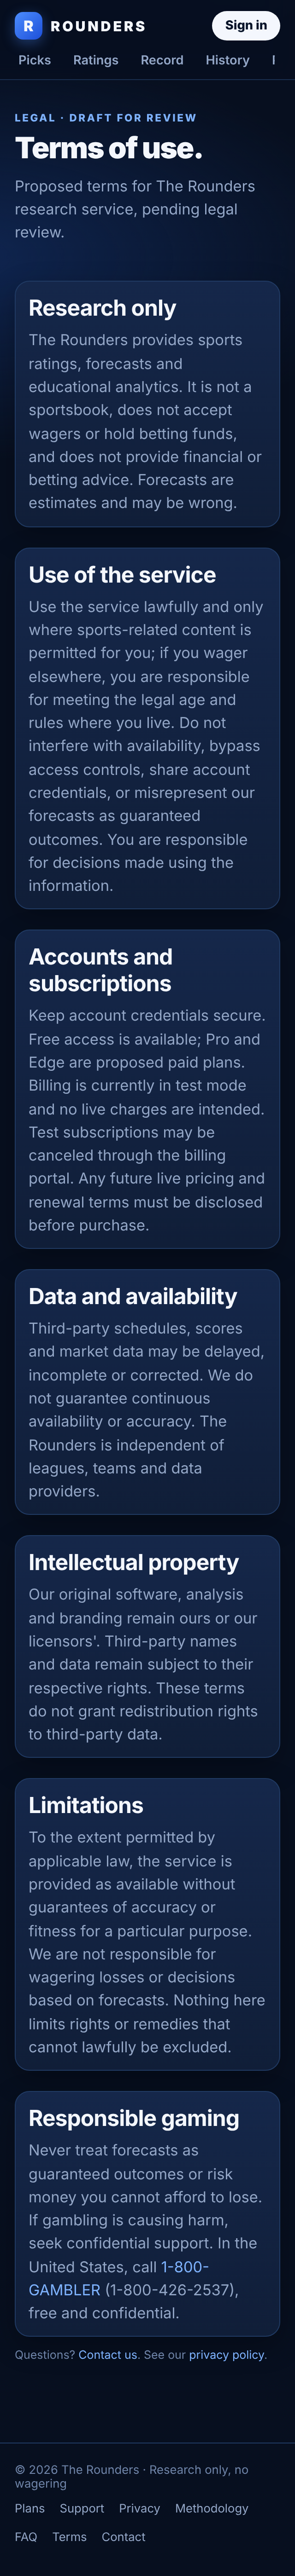 R ROUNDERS
Sign in
Picks Ratings Record History
LEGAL · DRAFT FOR REVIEW
Terms of use.
Proposed terms for The Rounders
research service, pending legal
review.
Research only
The Rounders provides sports
ratings, forecasts and
educational analytics. It is not a
sportsbook, does not accept
wagers or hold betting funds,
and does not provide financial or
betting advice. Forecasts are
estimates and may be wrong.
Use of the service
Use the service lawfully and only
where sports-related content is
permitted for you; if you wager
elsewhere, you are responsible
for meeting the legal age and
rules where you live. Do not
interfere with availability, bypass
access controls, share account
credentials, or misrepresent our
forecasts as guaranteed
outcomes. You are responsible
for decisions made using the
information.
Accounts and
subscriptions
Keep account credentials secure.
Free access is available; Pro and
Edge are proposed paid plans.
Billing is currently in test mode
and no live charges are intended.
Test subscriptions may be
canceled through the billing
portal. Any future live pricing and
renewal terms must be disclosed
before purchase.
Data and availability
Third-party schedules, scores
and market data may be delayed,
incomplete or corrected. We do
not guarantee continuous
availability or accuracy. The
Rounders is independent of
leagues, teams and data
providers.
Intellectual property
Our original software, analysis
and branding remain ours or our
licensors'. Third-party names
and data remain subject to their
respective rights. These terms
do not grant redistribution rights
to third-party data.
Limitations
To the extent permitted by
applicable law, the service is
provided as available without
guarantees of accuracy or
fitness for a particular purpose.
We are not responsible for
wagering losses or decisions
based on forecasts. Nothing here
limits rights or remedies that
cannot lawfully be excluded.
Responsible gaming
Never treat forecasts as
guaranteed outcomes or risk
money you cannot afford to lose.
If gambling is causing harm,
seek confidential support. In the
United States, call 1-800-
GAMBLER (1-800-426-2537),
free and confidential.
Questions? Contact us. See our privacy policy.
© 2026 The Rounders · Research only, no
wagering
Plans Support Privacy Methodology
FAQ Terms Contact